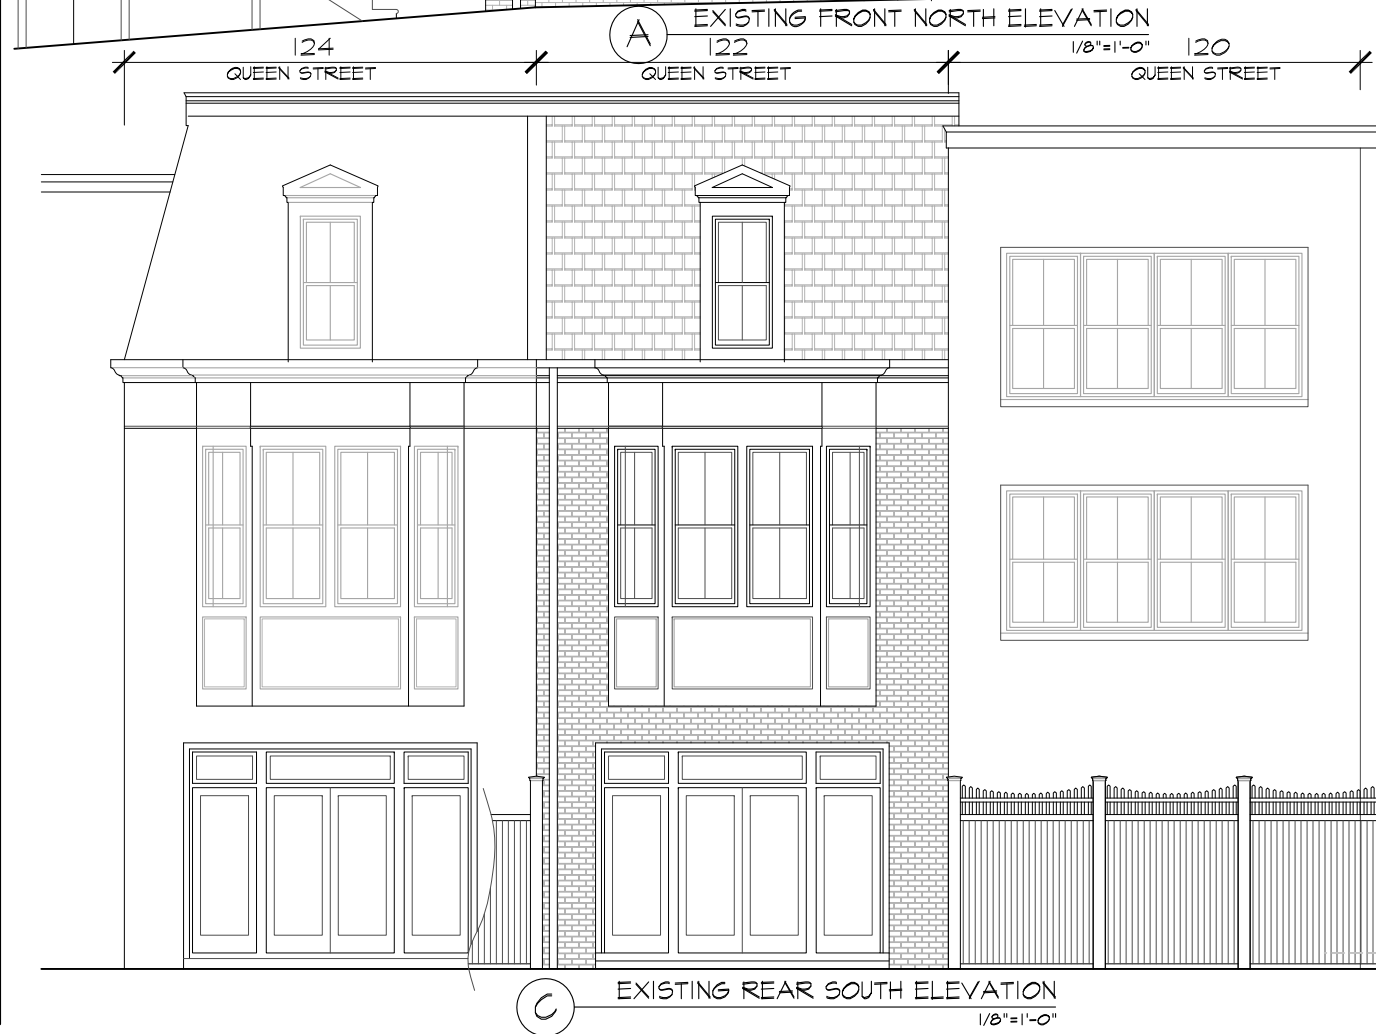 A EXISTING FRONT NORTH ELEVATION
1/8"=1'-0"
124 122 120
QUEEN STREET QUEEN STREET QUEEN STREET
C EXISTING REAR SOUTH ELEVATION
1/8"=1'-0"